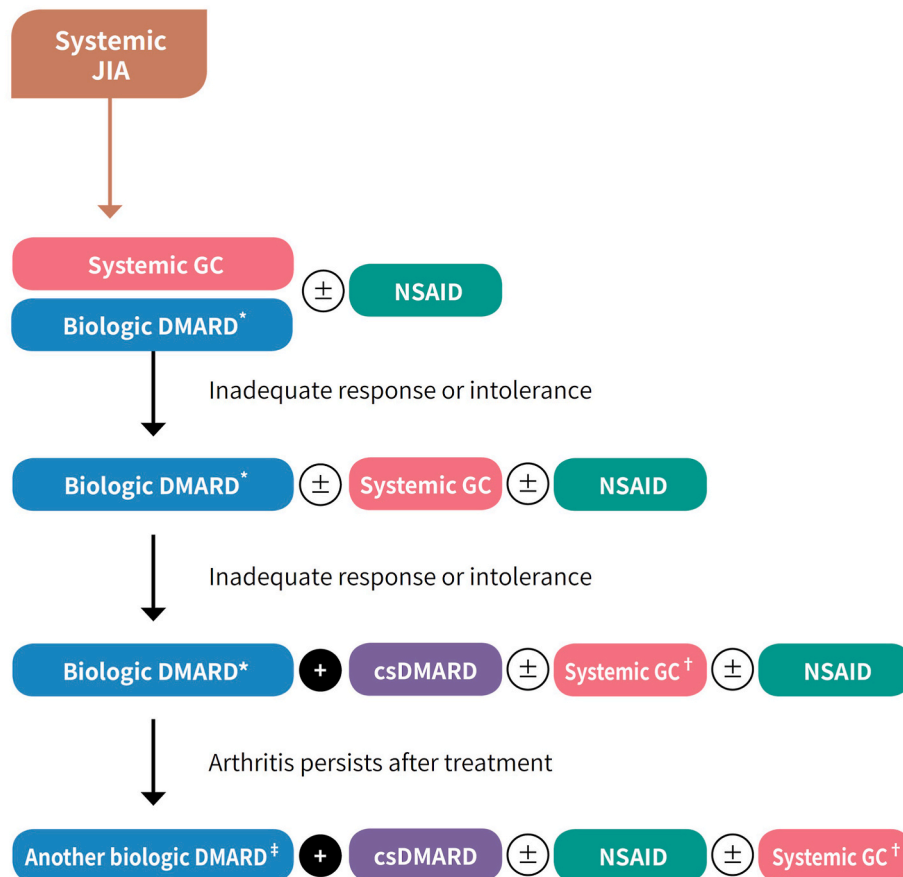 Systemic
JIA
Systemic GC
± NSAID
Biologic DMARD*
Inadequate response or intolerance
Biologic DMARD* ± Systemic GC ± NSAID
Inadequate response or intolerance
Biologic DMARD* + csDMARD ± Systemic GC† ± NSAID
Arthritis persists after treatment
Another biologic DMARD‡ + csDMARD ± NSAID ± Systemic GC†